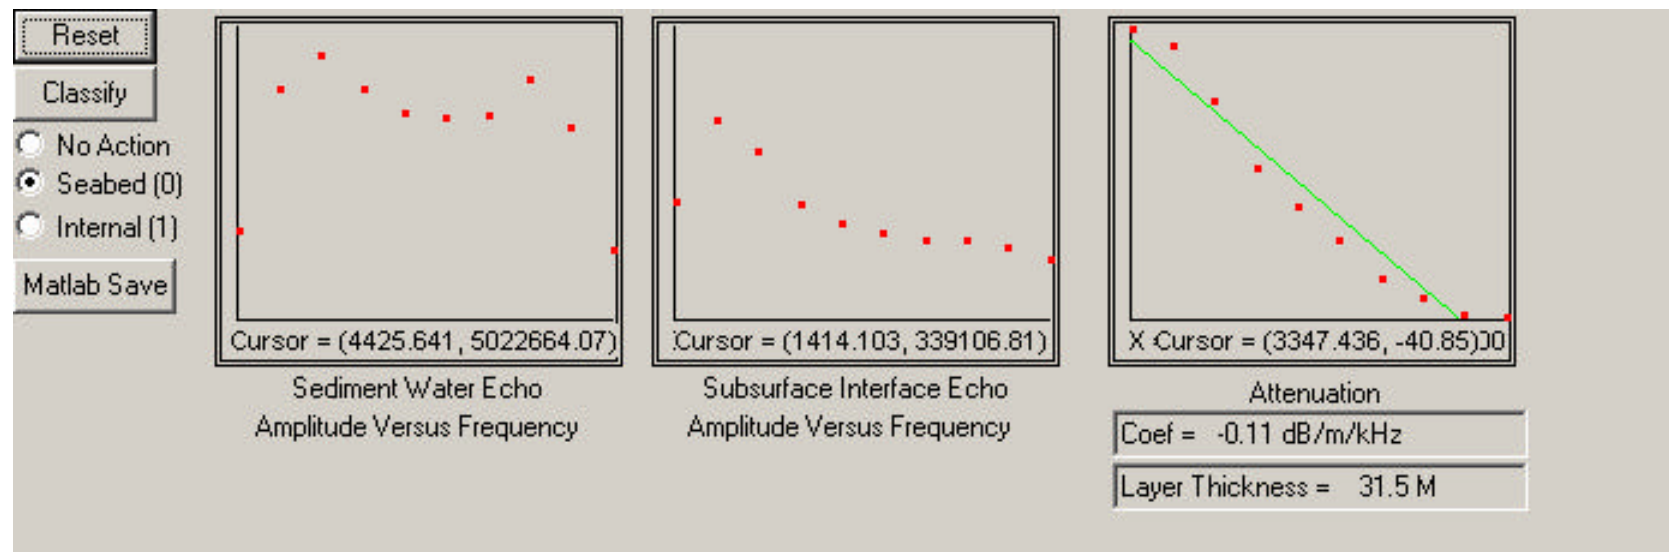 Reset
Classify
No Action
Seabed (0)
Internal (1)
Matlab Save
Cursor = (4425.641, 5022664.07)
Sediment Water Echo
Amplitude Versus Frequency
Cursor = (1414.103, 339106.81)
Subsurface Interface Echo
Amplitude Versus Frequency
X Cursor = (3347.436, -40.85)00
Attenuation
Coef = -0.11 dB/m/kHz
Layer Thickness = 31.5 M